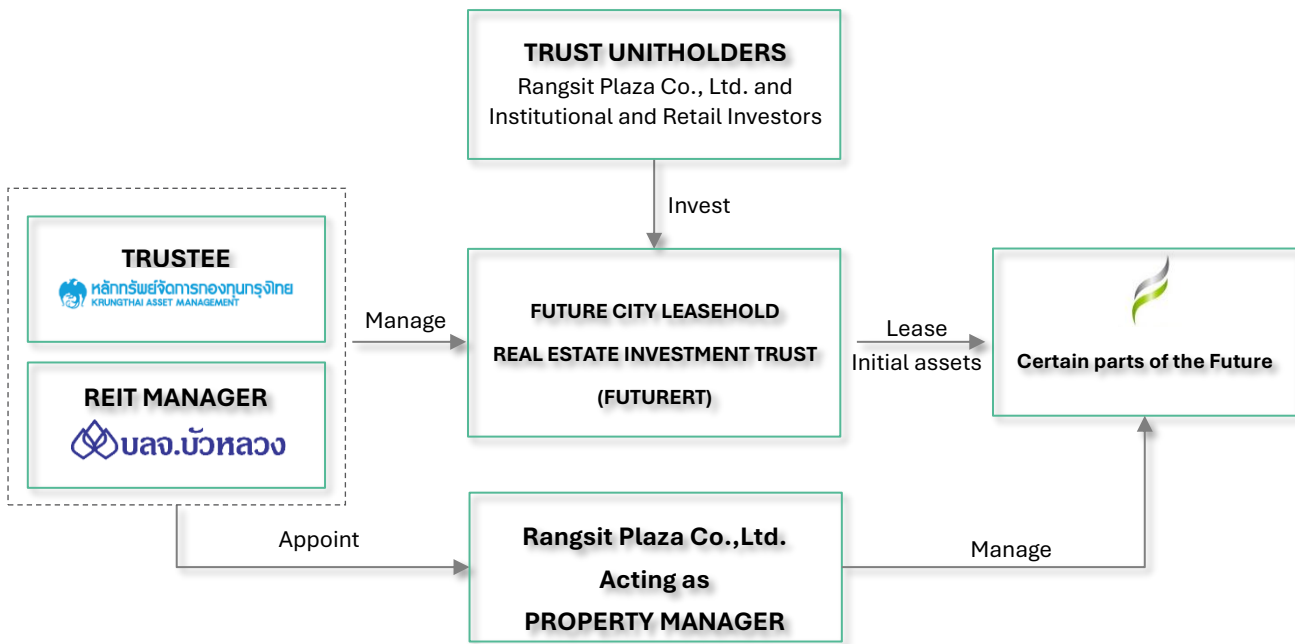 TRUST UNITHOLDERS
Rangsit Plaza Co., Ltd. and
Institutional and Retail Investors
Invest
TRUSTEE
หลักทรัพย์จัดการกองทุนกรุงไทย
KRUNGTHAI ASSET MANAGEMENT
REIT MANAGER
บลจ.บัวหลวง
Manage
FUTURE CITY LEASEHOLD
REAL ESTATE INVESTMENT TRUST
(FUTURERT)
Lease
Initial assets
Certain parts of the Future
Appoint
Rangsit Plaza Co.,Ltd.
Acting as
PROPERTY MANAGER
Manage